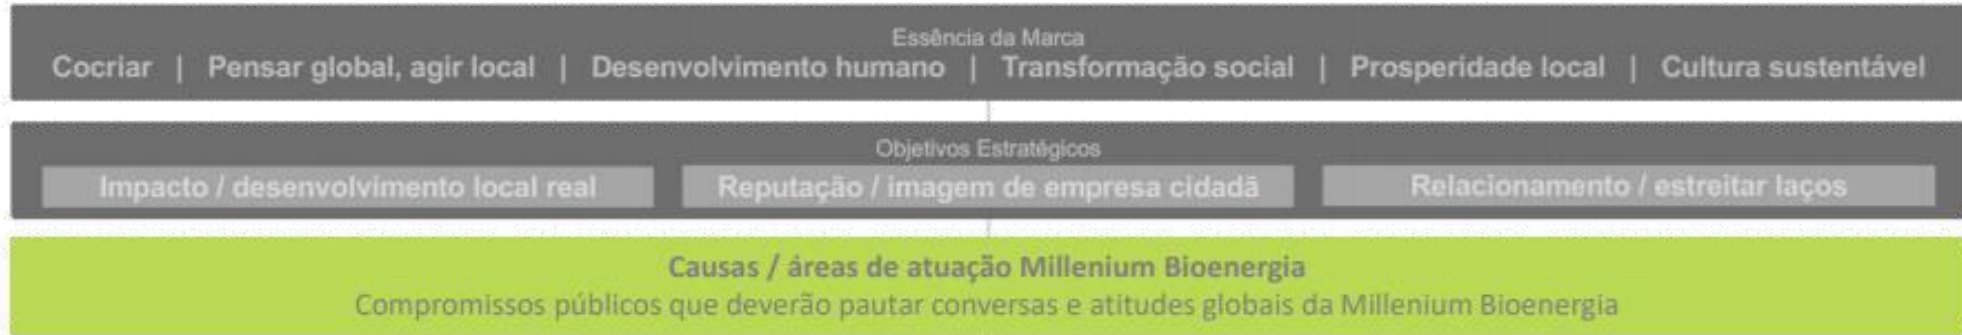 Essência da Marca
Cocriar | Pensar global, agir local | Desenvolvimento humano | Transformação social | Prosperidade local | Cultura sustentável
Objetivos Estratégicos
Impacto / desenvolvimento local real
Reputação / imagem de empresa cidadã
Relacionamento / estreitar laços
Causas / áreas de atuação Millenium Bioenergia
Compromissos públicos que deverão pautar conversas e atitudes globais da Millenium Bioenergia